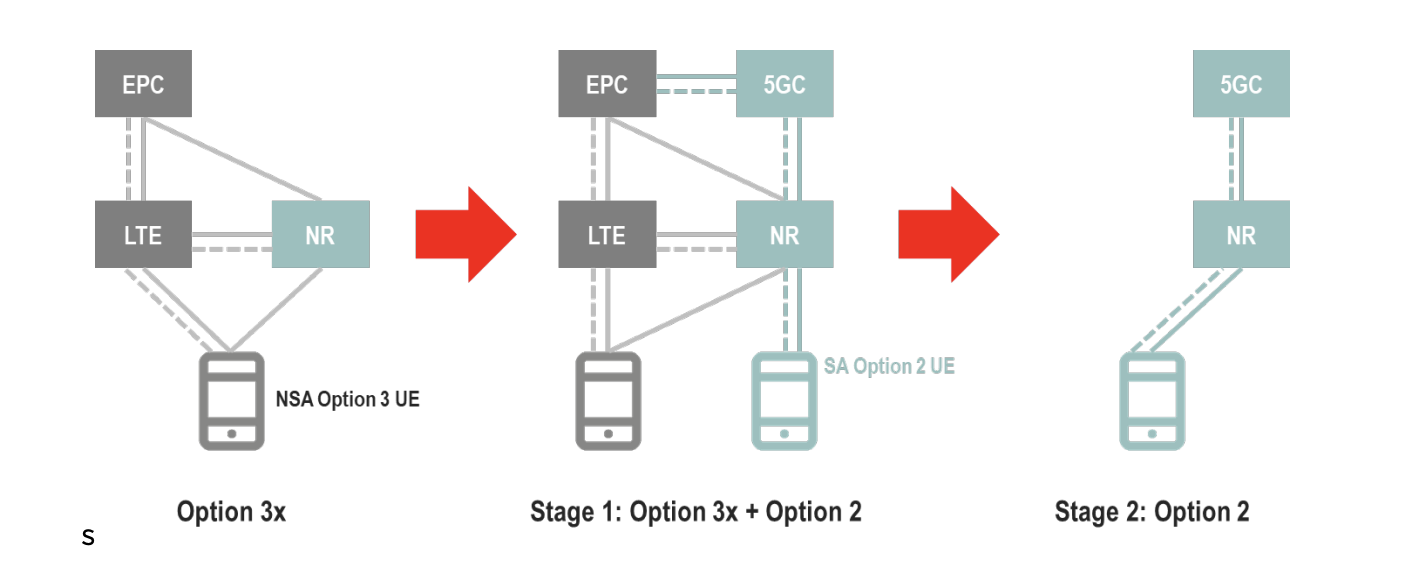 EPC
EPC
5GC
5GC
LTE
NR
LTE
NR
NR
NSA Option 3 UE
SA Option 2 UE
Option 3x
Stage 1: Option 3x + Option 2
Stage 2: Option 2
s